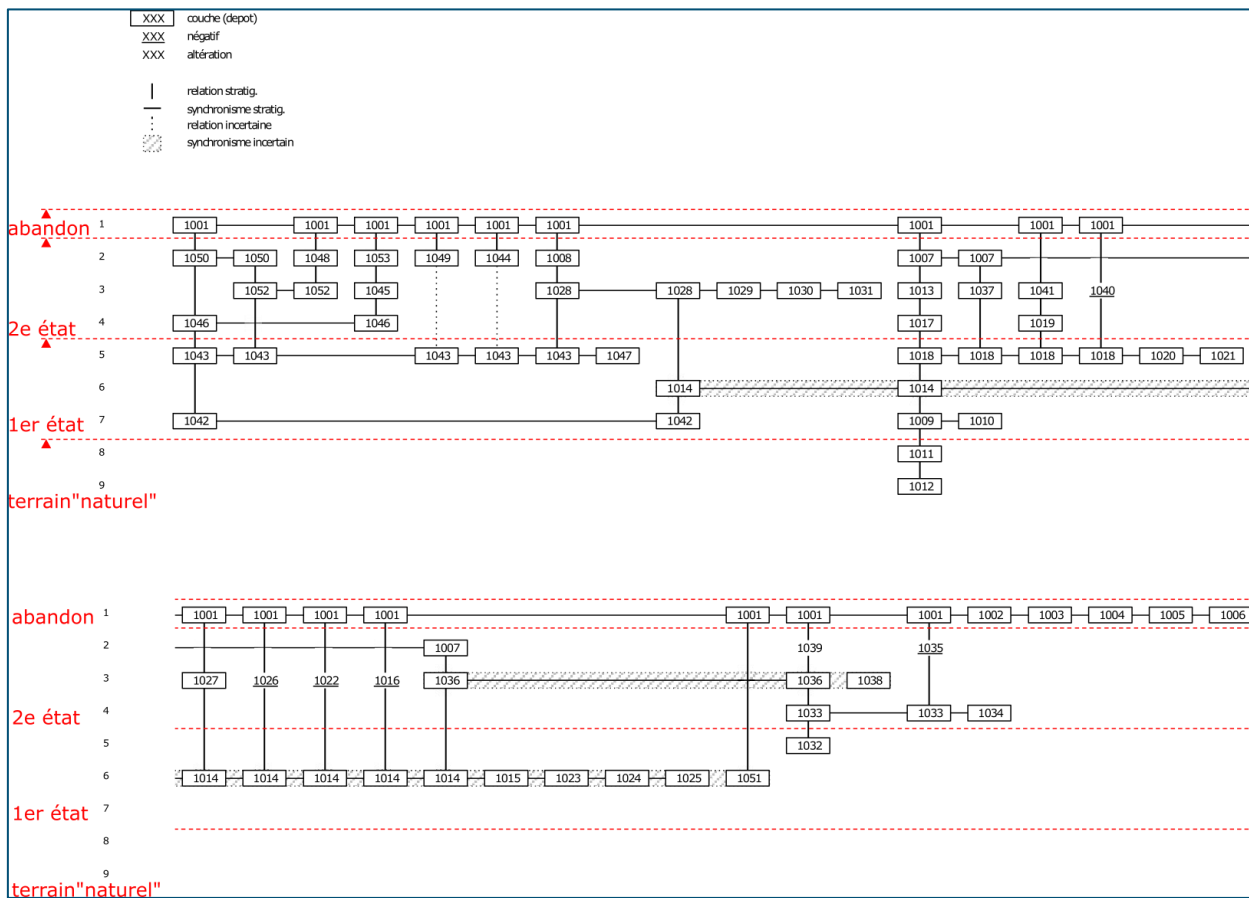 XXX couche (depot)
XXX négatif
XXX altération
relation stratig.
synchronisme stratig.
relation incertaine
synchronisme incertain
abandon 1 1001 1001 1001 1001 1001 1001 1001 1001 1001
2 1050 1050 1048 1053 1049 1044 1008 1007 1007
3 1052 1052 1045 1028 1028 1029 1030 1031 1013 1037 1041 1040
2e état 4 1046 1046 1017 1019
5 1043 1043 1043 1043 1043 1047 1018 1018 1018 1018 1020 1021
6 1014 1014
1er état 7 1042 1042 1009 1010
8 1011
9 1012
terrain"naturel"
abandon 1 1001 1001 1001 1001 1001 1001 1001 1002 1003 1004 1005 1006
2 1007 1039 1035
3 1027 1026 1022 1016 1036 1036 1038
2e état 4 1033 1033 1034
5 1032
6 1014 1014 1014 1014 1014 1015 1023 1024 1025 1051
1er état 7
8
9
terrain"naturel"